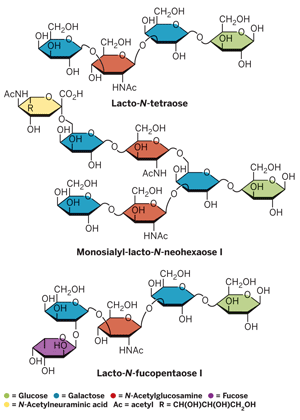 CH₂OH
CH₂OH CH₂OH CH₂OH
OH OH OH OH
OH OH OH OH
HNAc
Lacto-N-tetraose
AcHN CO₂H
R
OH
OH CH₂OH CH₂OH
OH OH OH CH₂OH
OH AcNH OH OH
CH₂OH CH₂OH OH OH
OH OH OH
OH HNAc
Monosialyl-lacto-N-neohexaose I
CH₂OH
CH₂OH CH₂OH CH₂OH
OH OH OH OH
OH HNAc OH OH
OH OH
OH
Lacto-N-fucopentaose I
= Glucose = Galactose = N-Acetylglucosamine = Fucose
= N-Acetylneuraminic acid Ac = acetyl R = CH(OH)CH(OH)CH₂OH